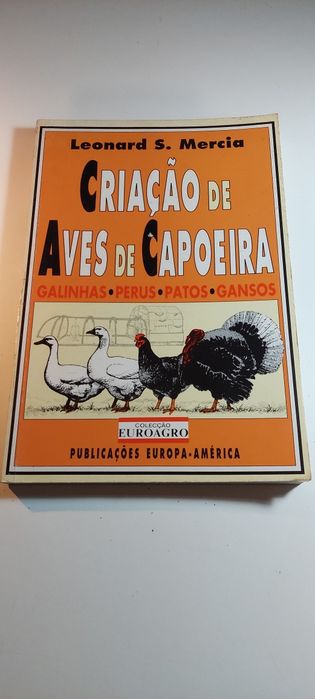 Leonard S. Mercia
CRIAÇÃO DE
AVES DE CAPOEIRA
GALINHAS • PERUS • PATOS • GANSOS
COLECÇÃO
EUROAGRO
PUBLICAÇÕES EUROPA-AMÉRICA